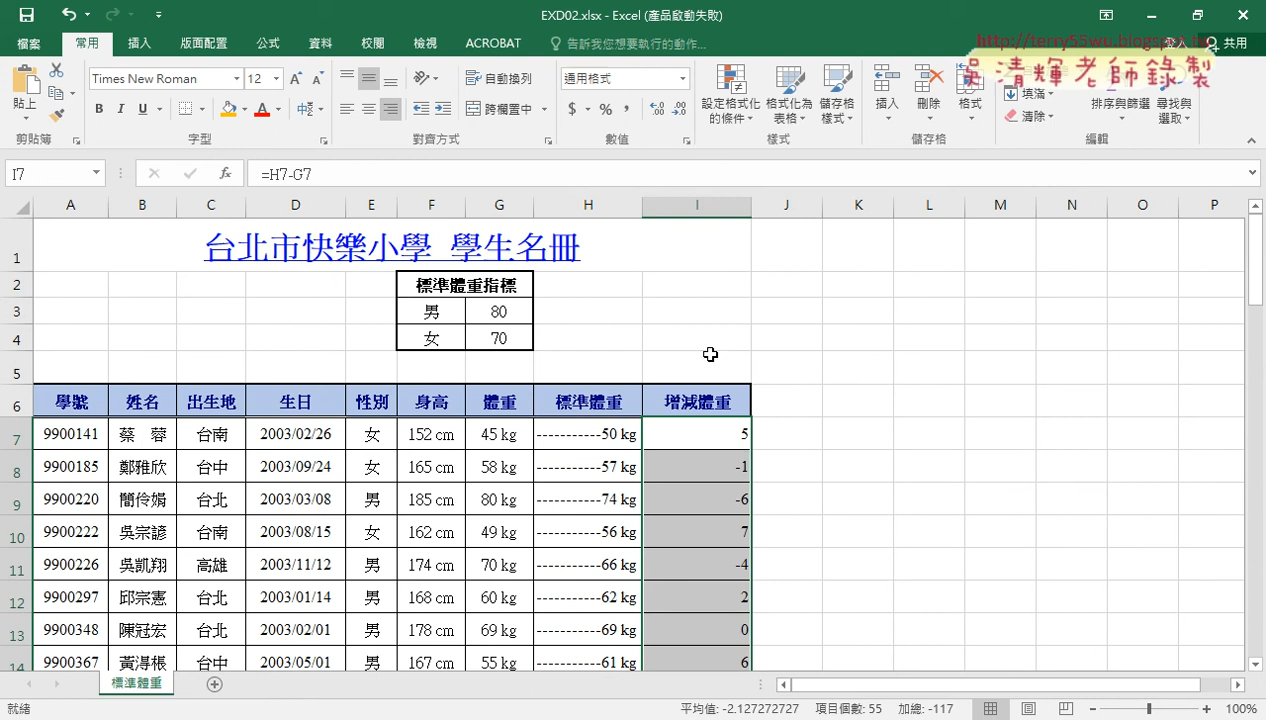 EXD02.xlsx - Excel (產品啟動失敗)
http://terry55wu.blogspot.tw
吳清輝老師錄製
檔案 常用 插入 版面配置 公式 資料 校閱 檢視 ACROBAT 告訴我您想要執行的動作... 登入 共用
貼上 Times New Roman 12 自動換列 通用格式 設定格式化的條件 格式化為表格 儲存格樣式 插入 刪除 格式 填滿 清除 排序與篩選 尋找與選取
B I U 跨欄置中 $ % ,
剪貼簿 字型 對齊方式 數值 樣式 儲存格 編輯
I7 fx =H7-G7
A B C D E F G H I J K L M N O P
1 台北市快樂小學 學生名冊
2 標準體重指標
3 男 80
4 女 70
5
6 學號 姓名 出生地 生日 性別 身高 體重 標準體重 增減體重
7 9900141 蔡 蓉 台南 2003/02/26 女 152 cm 45 kg -----------50 kg 5
8 9900185 鄭雅欣 台中 2003/09/24 女 165 cm 58 kg -----------57 kg -1
9 9900220 簡伶娟 台北 2003/03/08 男 185 cm 80 kg -----------74 kg -6
10 9900222 吳宗諺 台南 2003/08/15 女 162 cm 49 kg -----------56 kg 7
11 9900226 吳凱翔 高雄 2003/11/12 男 174 cm 70 kg -----------66 kg -4
12 9900297 邱宗憲 台北 2003/01/14 男 168 cm 60 kg -----------62 kg 2
13 9900348 陳冠宏 台北 2003/02/01 男 178 cm 69 kg -----------69 kg 0
14 9900367 台中 2003/05/01 男 167 cm 55 kg -----------61 kg 6
標準體重
就緒 平均值: -2.127272727 項目個數: 55 加總: -117 100%